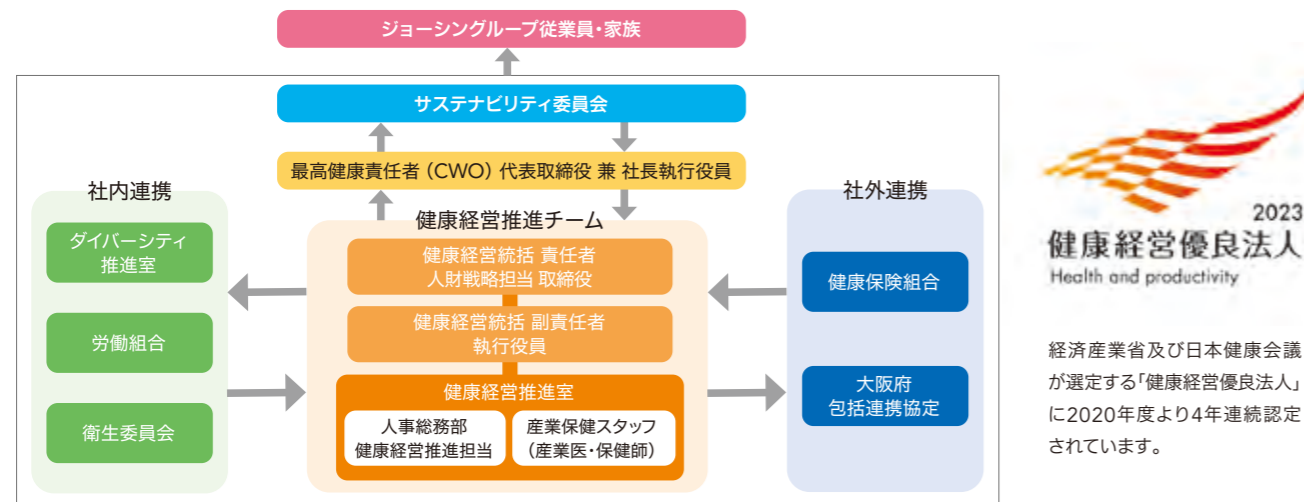 ジョーシングループ従業員・家族
サステナビリティ委員会
最高健康責任者（CWO）代表取締役 兼 社長執行役員
社内連携
ダイバーシティ
推進室
労働組合
衛生委員会
健康経営推進チーム
健康経営統括 責任者
人財戦略担当 取締役
健康経営統括 副責任者
執行役員
健康経営推進室
人事総務部
健康経営推進担当
産業保健スタッフ
（産業医・保健師）
社外連携
健康保険組合
大阪府
包括連携協定
2023
健康経営優良法人
Health and productivity
経済産業省及び日本健康会議
が選定する「健康経営優良法人」
に2020年度より4年連続認定
されています。